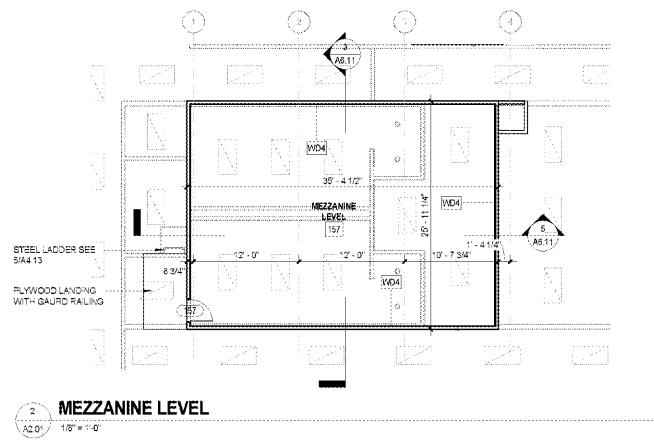 1 2 3 4
3
A6.11
WD4
35' - 4 1/2"
MEZZANINE
LEVEL
157
WD4
25' - 11 1/4"
5
A6.11
STEEL LADDER SEE
5/A4.13
12' - 0" 12' - 0" 10' - 7 3/4" 1' - 4 1/4"
8 3/4"
WD4
PLYWOOD LANDING
WITH GAURD RAILING
157
2
A2.01
MEZZANINE LEVEL
1/8" = 1'-0"